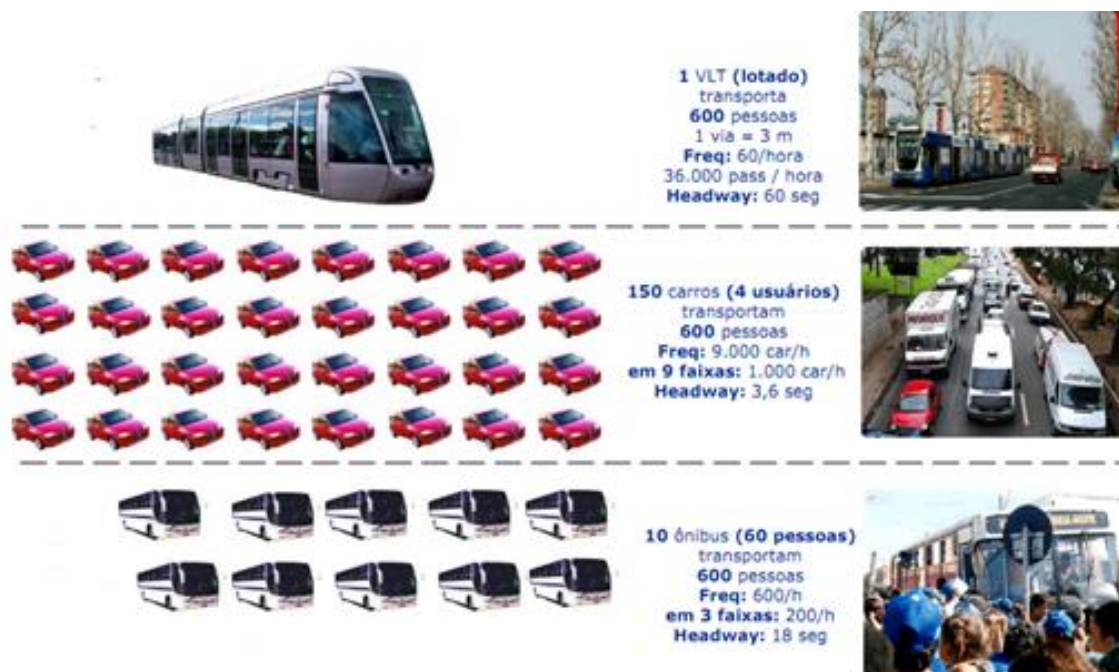 1 VLT (lotado)
transporta
600 pessoas
1 via = 3 m
Freq: 60/hora
36.000 pass / hora
Headway: 60 seg
150 carros (4 usuários)
transportam
600 pessoas
Freq: 9.000 car/h
em 9 faixas: 1.000 car/h
Headway: 3,6 seg
10 ônibus (60 pessoas)
transportam
600 pessoas
Freq: 600/h
em 3 faixas: 200/h
Headway: 18 seg